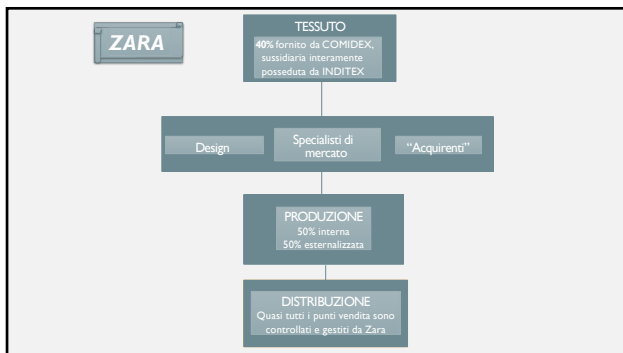 ZARA
TESSUTO
40% fornito da COMIDEX,
sussidiaria interamente
posseduta da INDITEX
Design
Specialisti di
mercato
“Acquirenti”
PRODUZIONE
50% interna
50% esternalizzata
DISTRIBUZIONE
Quasi tutti i punti vendita sono
controllati e gestiti da Zara